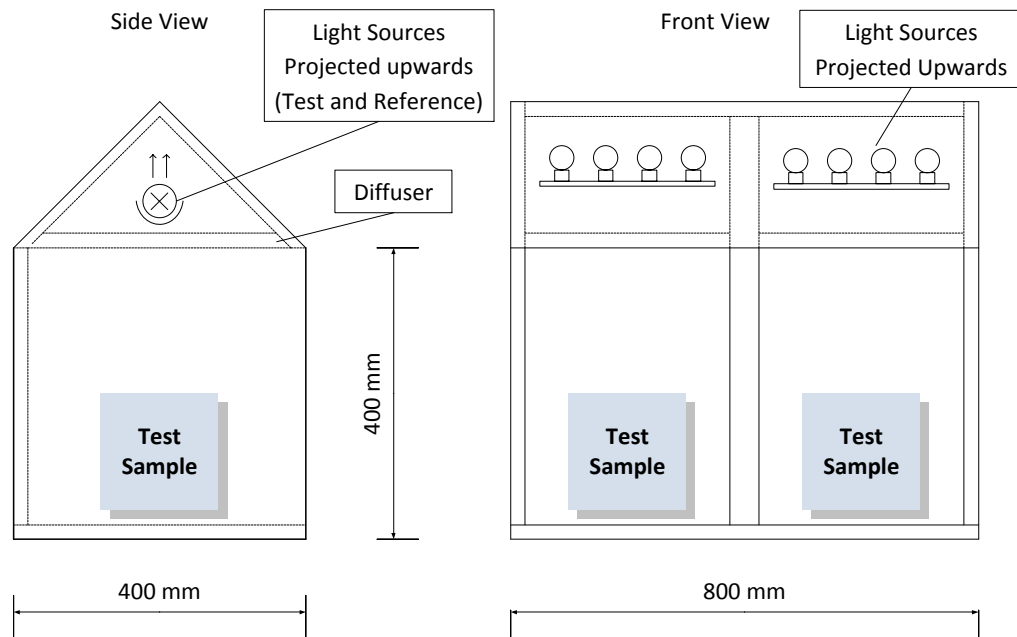 Side View
Light Sources
Projected upwards
(Test and Reference)
Diffuser
Test
Sample
400 mm
400 mm
Front View
Light Sources
Projected Upwards
Test
Sample
Test
Sample
800 mm